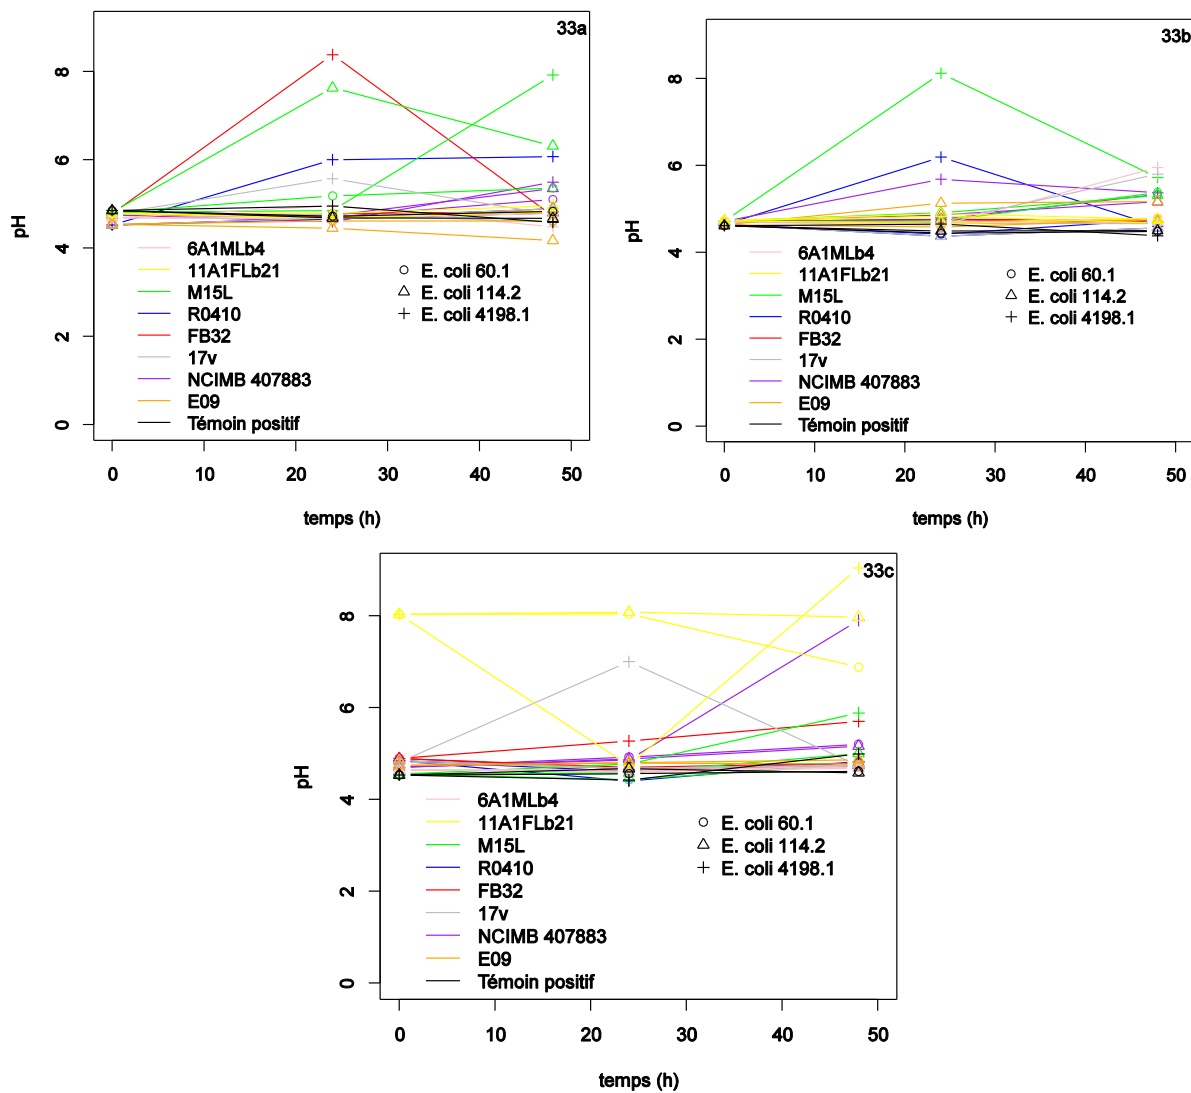 33a
pH
8
6
4
2
0
6A1MLb4
11A1FLb21
M15L
R0410
FB32
17v
NCIMB 407883
E09
Témoin positif
E. coli 60.1
E. coli 114.2
E. coli 4198.1
0 10 20 30 40 50
temps (h)
33b
pH
8
6
4
2
0
6A1MLb4
11A1FLb21
M15L
R0410
FB32
17v
NCIMB 407883
E09
Témoin positif
E. coli 60.1
E. coli 114.2
E. coli 4198.1
0 10 20 30 40 50
temps (h)
33c
pH
8
6
4
2
0
6A1MLb4
11A1FLb21
M15L
R0410
FB32
17v
NCIMB 407883
E09
Témoin positif
E. coli 60.1
E. coli 114.2
E. coli 4198.1
0 10 20 30 40 50
temps (h)